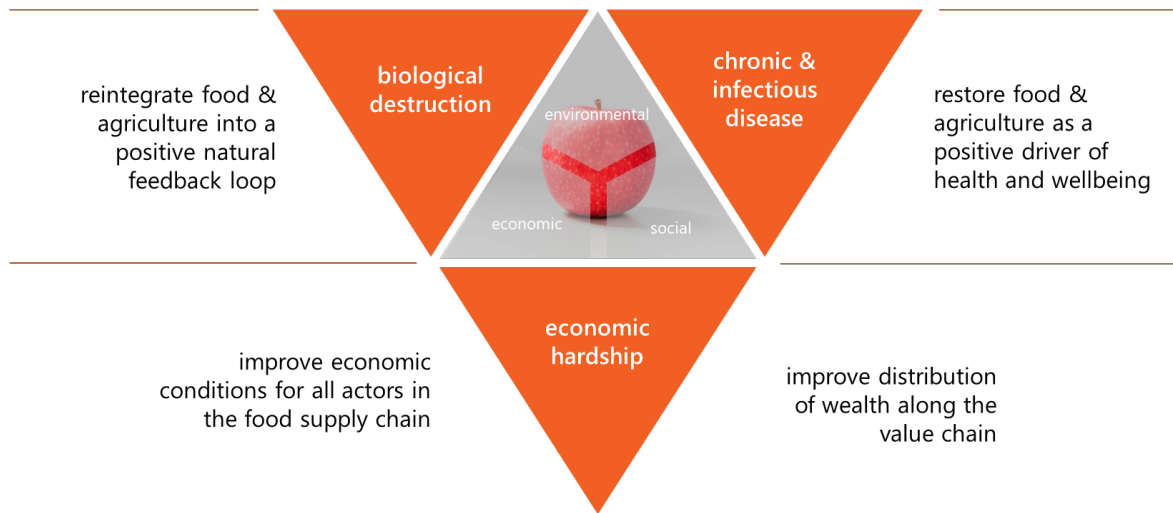 reintegrate food &
agriculture into a
positive natural
feedback loop
biological
destruction
environmental
economic
social
chronic &
infectious
disease
restore food &
agriculture as a
positive driver of
health and wellbeing
improve economic
conditions for all actors in
the food supply chain
economic
hardship
improve distribution
of wealth along the
value chain